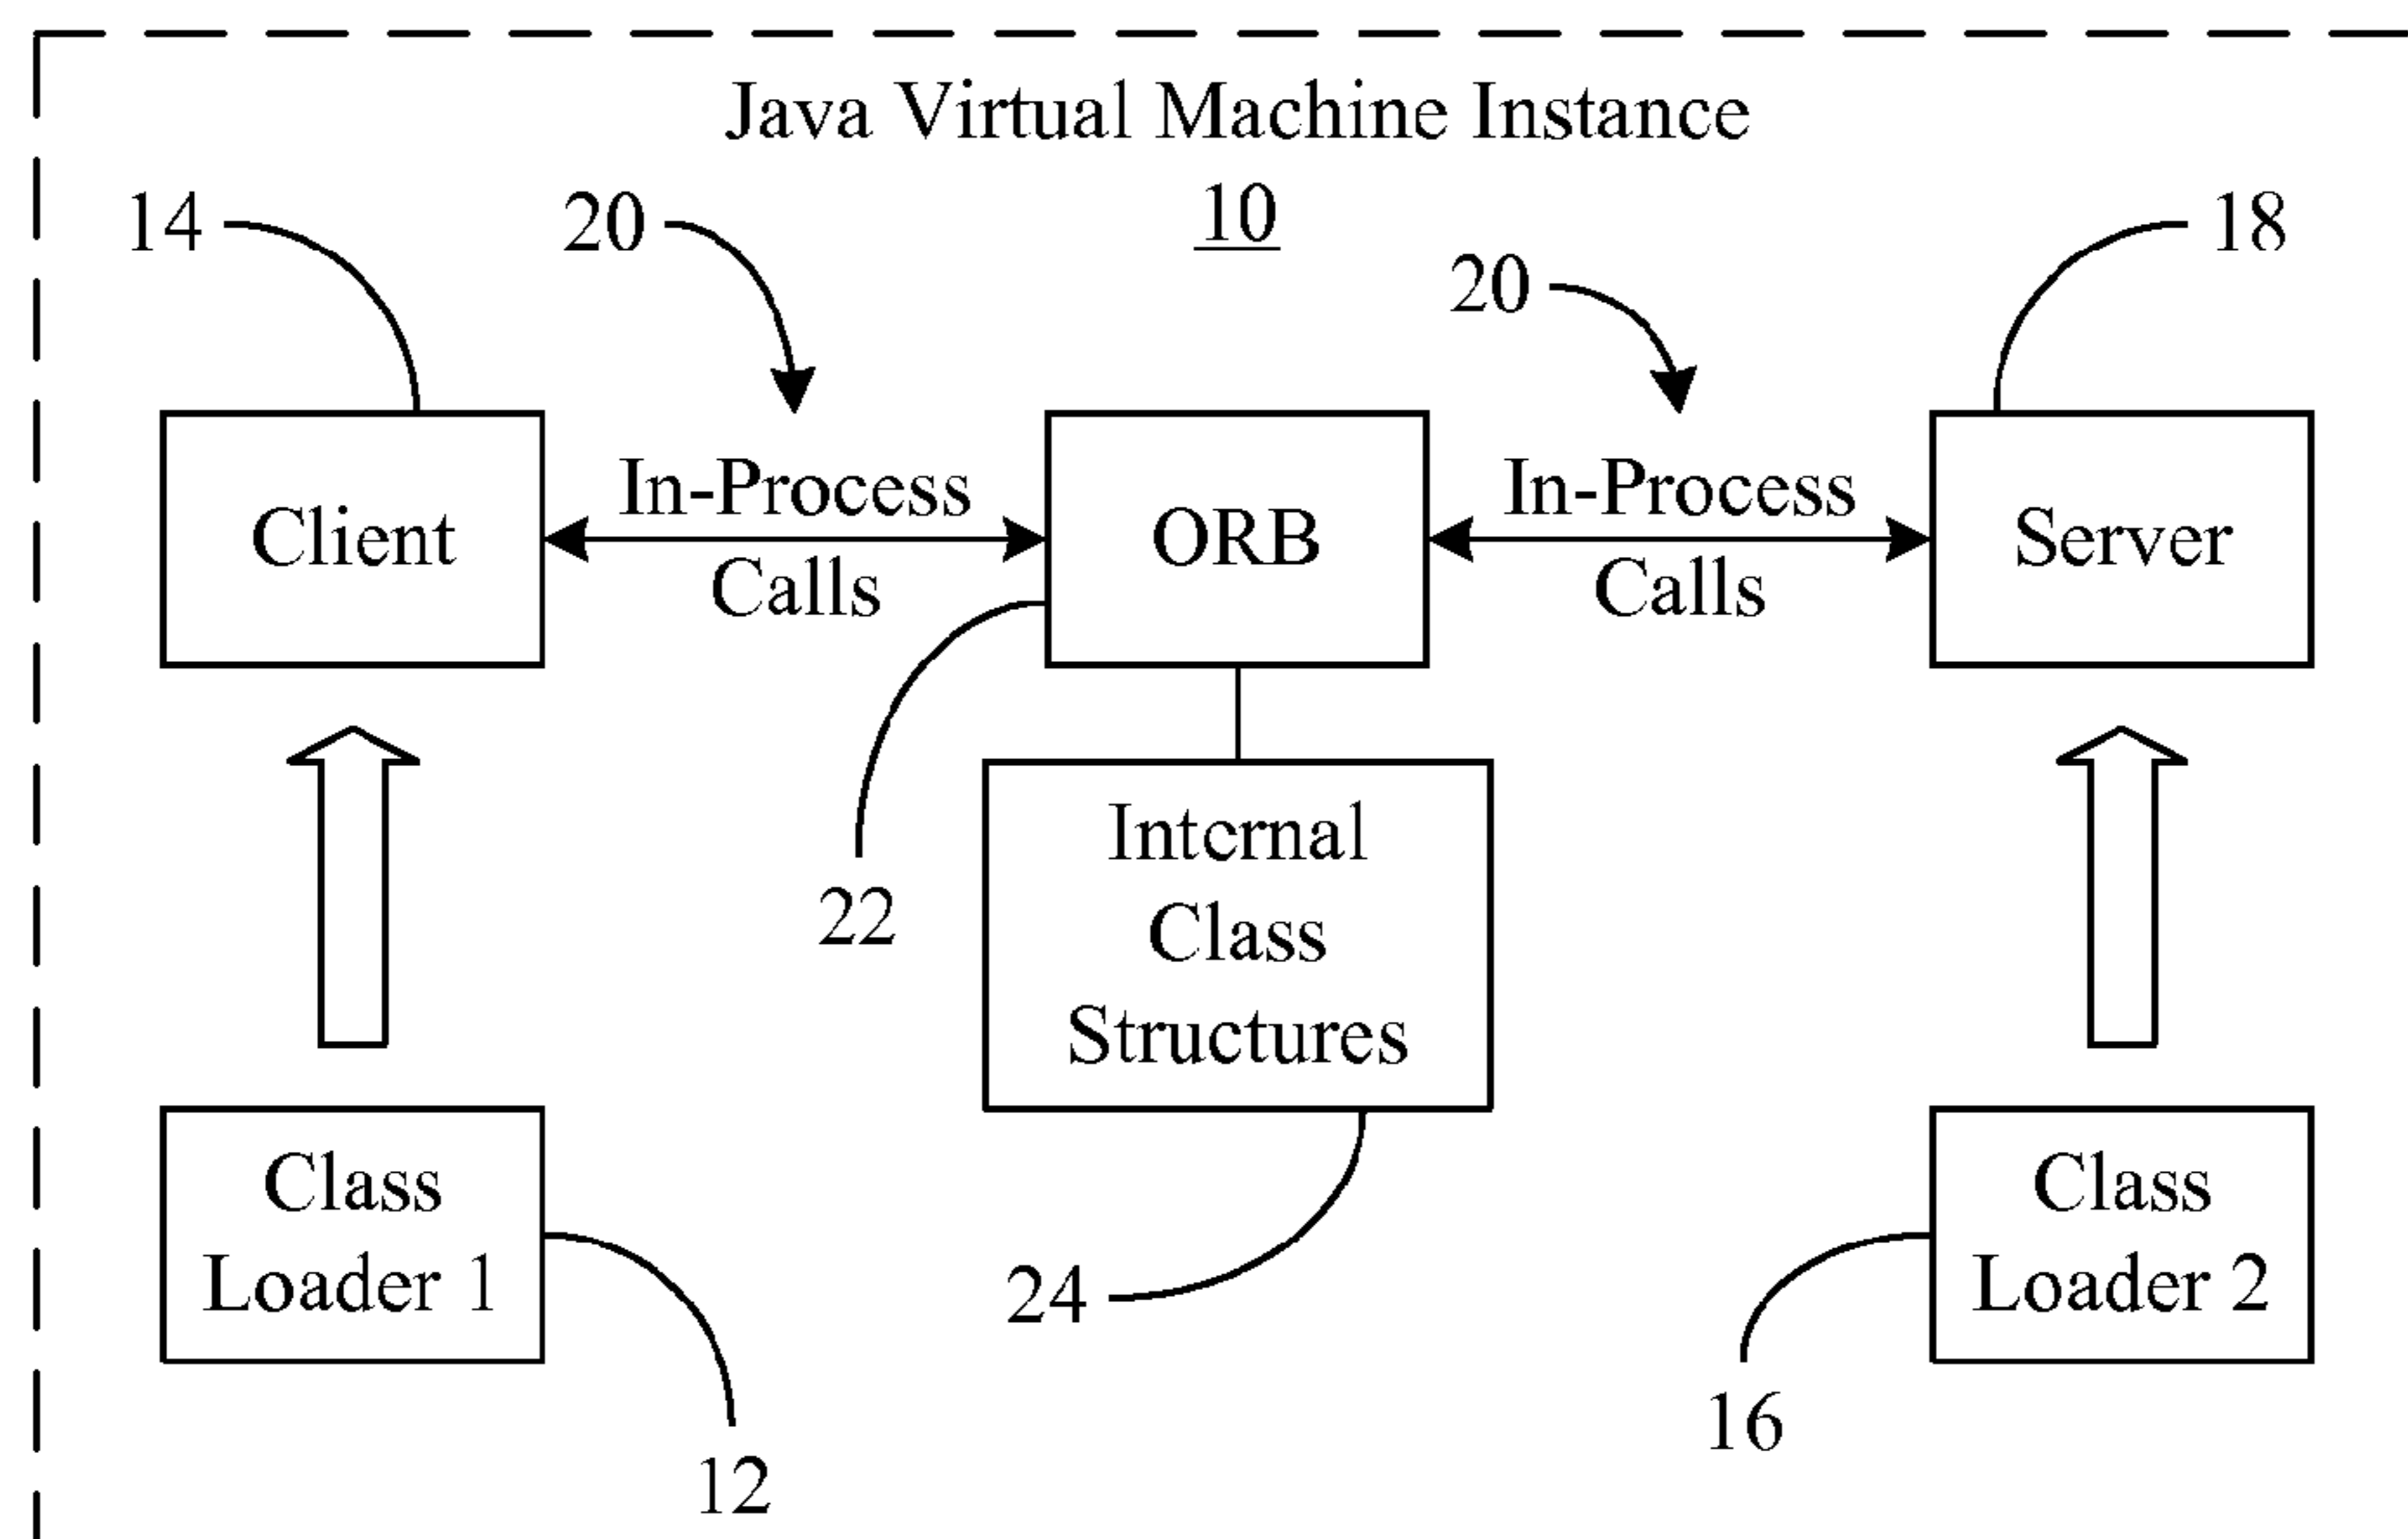 Java Virtual Machine Instance
10
14
20
20
18
Client
In-Process
Calls
ORB
In-Process
Calls
Server
22
Internal
Class
Structures
Class
Loader 1
24
Class
Loader 2
12
16